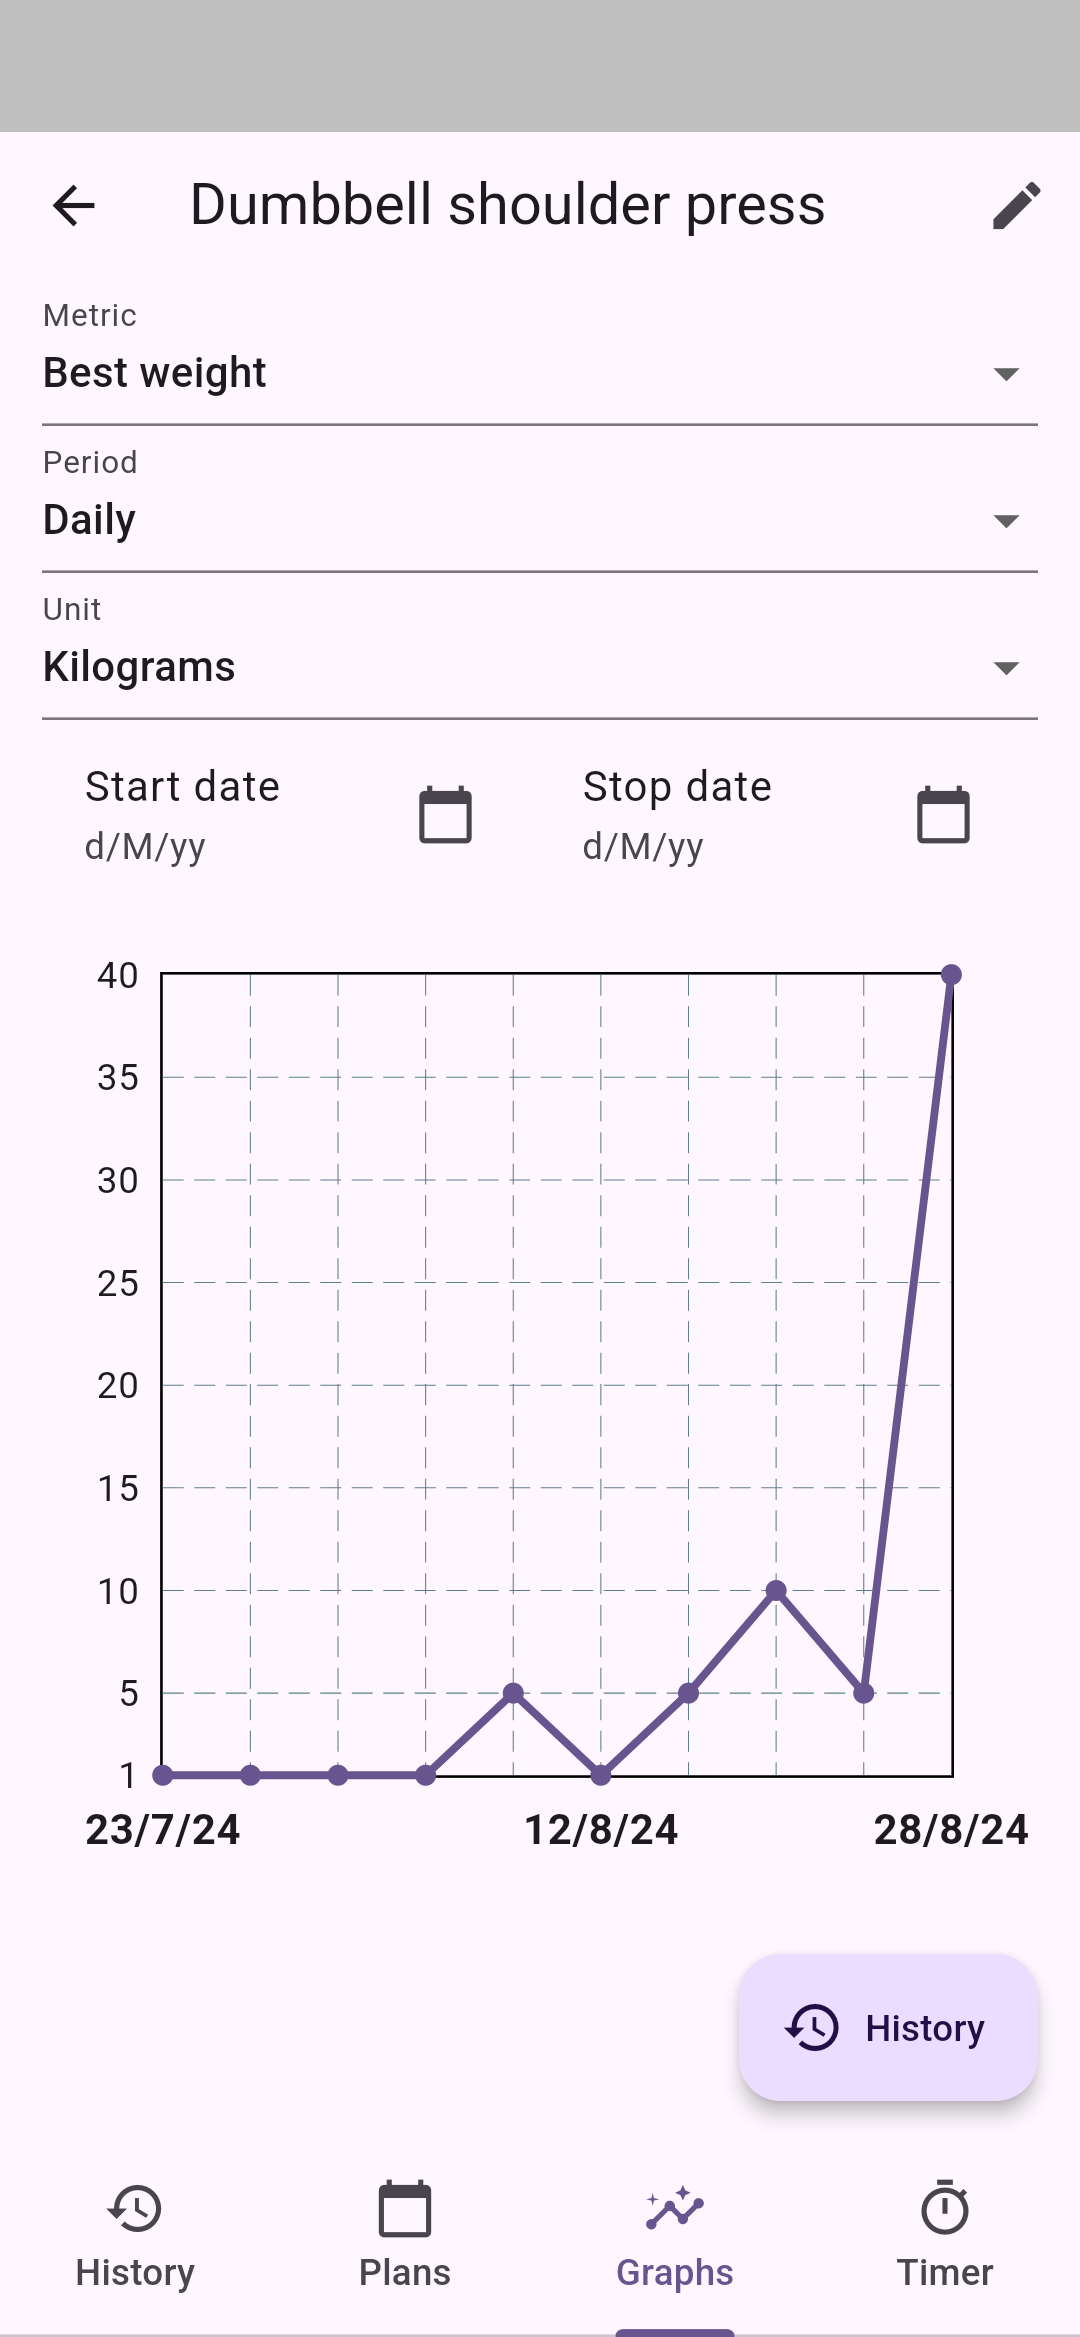 Dumbbell shoulder press
Metric
Best weight
Period
Daily
Unit
Kilograms
Start date
d/M/yy
Stop date
d/M/yy
40
35
30
25
20
15
10
5
1
23/7/24 12/8/24 28/8/24
History
History Plans Graphs Timer